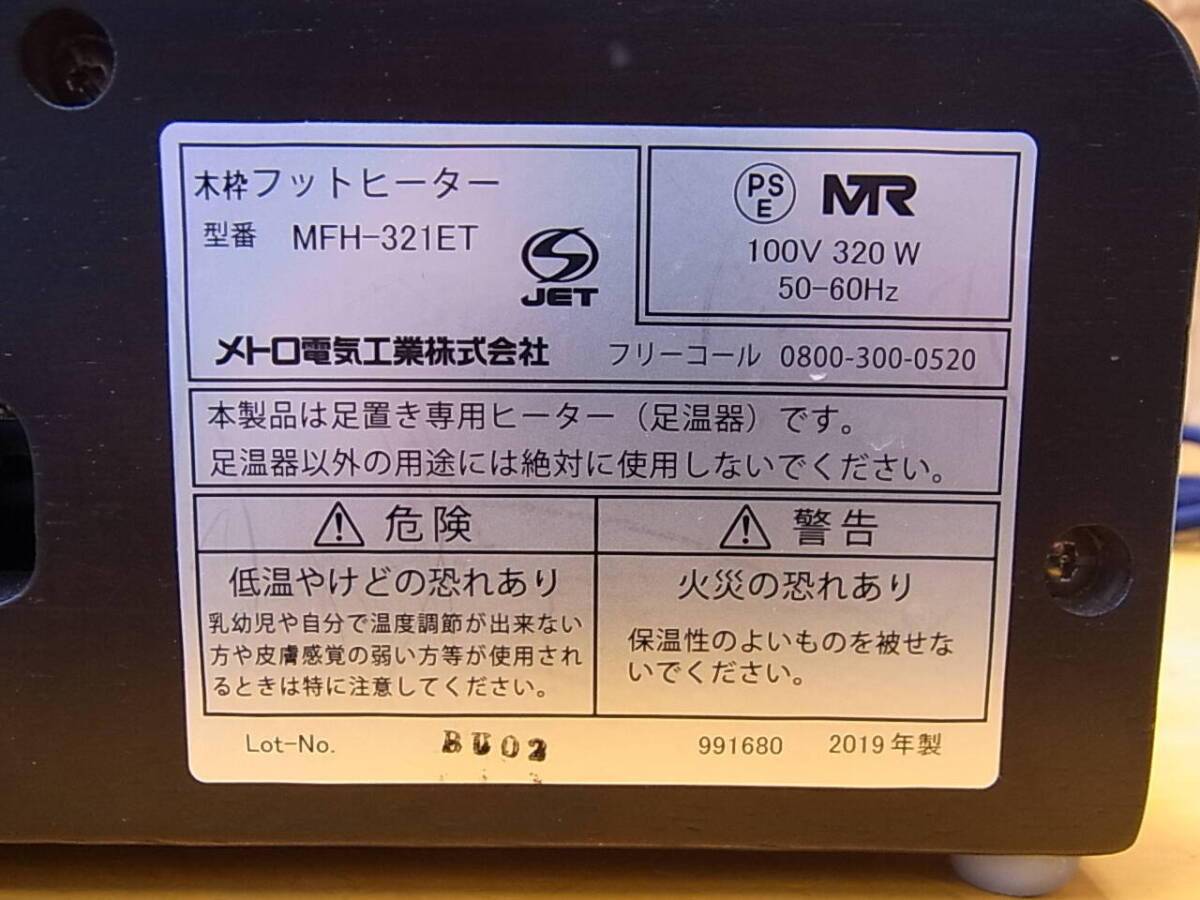 木枠フットヒーター
型番 MFH-321ET
JET
PS E MTR
100V 320W
50-60Hz
メトロ電気工業株式会社 フリーコール 0800-300-0520
本製品は足置き専用ヒーター（足温器）です。
足温器以外の用途には絶対に使用しないでください。
危険
低温やけどの恐れあり
乳幼児や自分で温度調節が出来ない
方や皮膚感覚の弱い方等が使用され
るときは特に注意してください。
警告
火災の恐れあり
保温性のよいものを被せな
いでください。
Lot-No. BU02 991680 2019年製